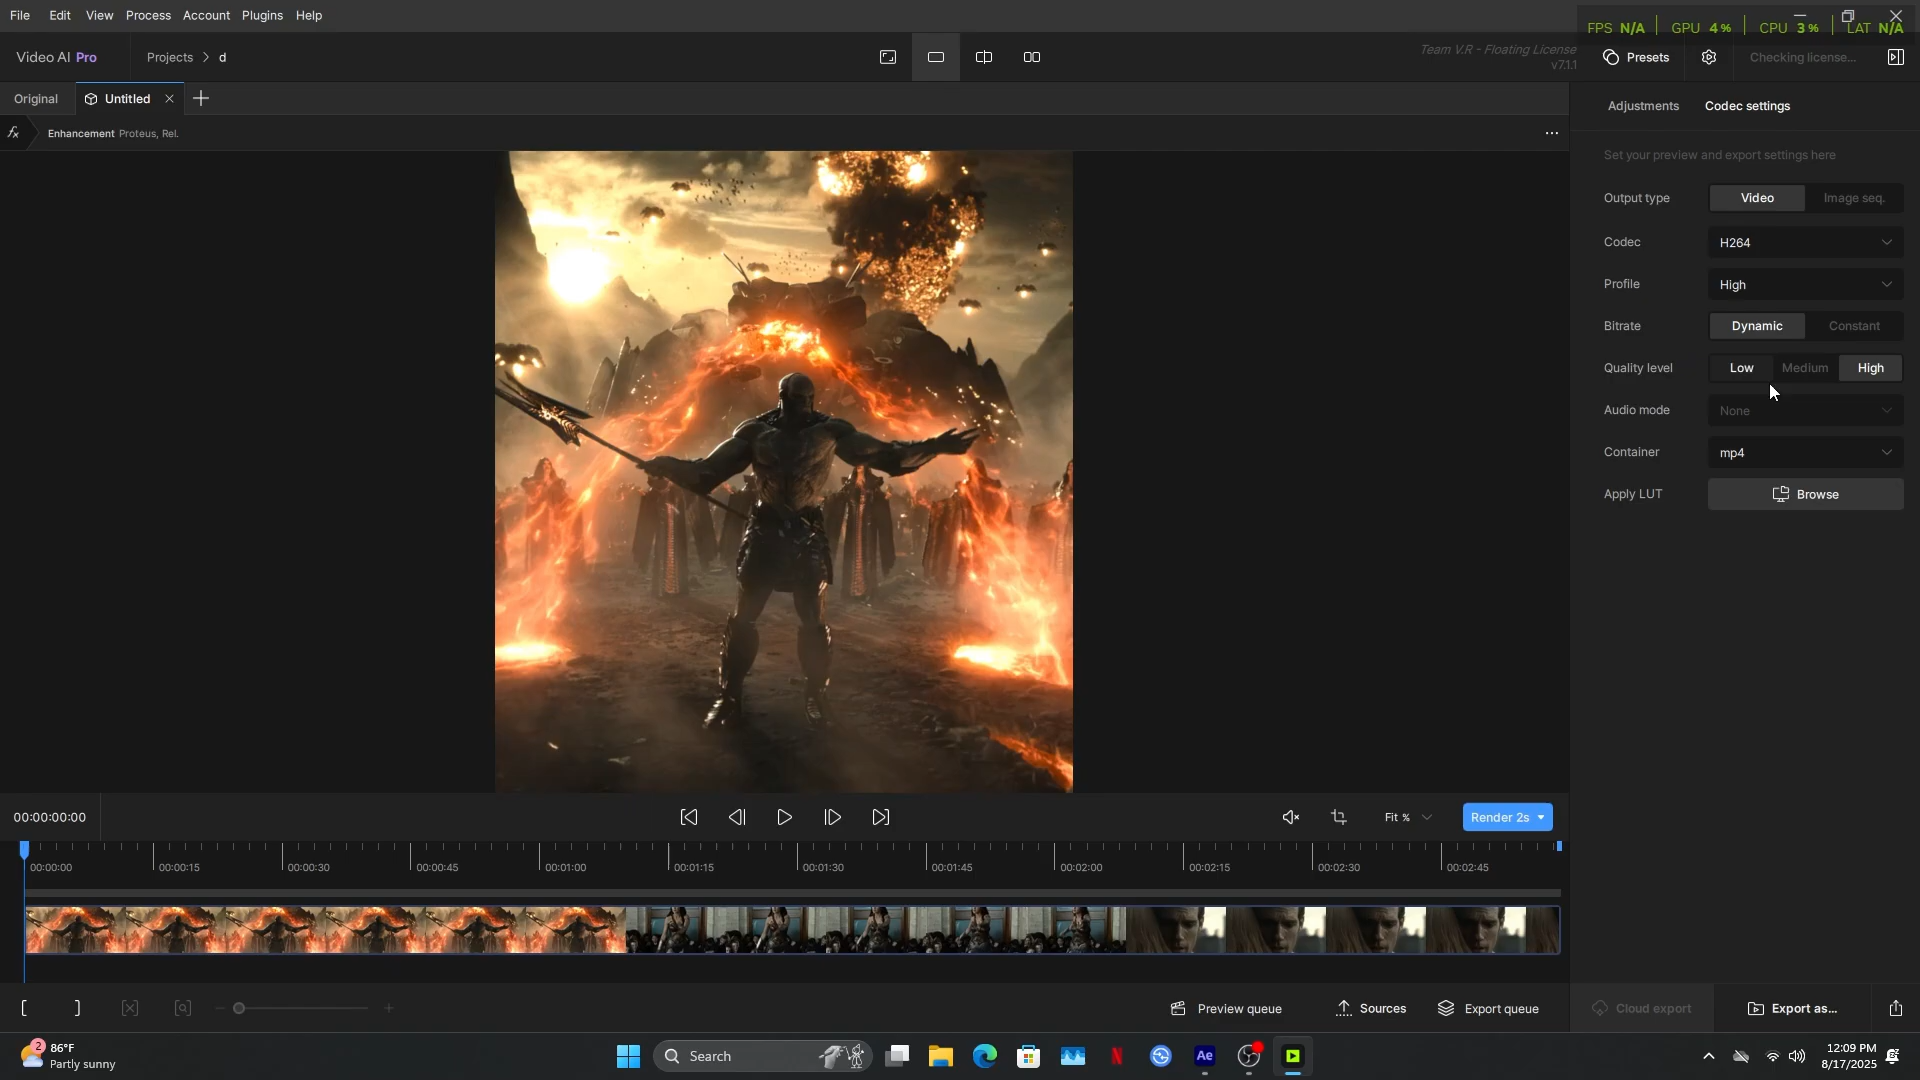 File Edit View Process Account Plugins Help
FPS N/A GPU 4% CPU 3% LAT N/A
Video AI Pro
Projects > d
Team V.R - Floating License
v7.1.1
Presets
Checking license...
Original
Untitled
Adjustments
Codec settings
fx
Enhancement Proteus, Rel.
Set your preview and export settings here
Output type
Video
Image seq.
Codec
H264
Profile
High
Bitrate
Dynamic
Constant
Quality level
Low
Medium
High
Audio mode
None
Container
mp4
Apply LUT
Browse
00:00:00:00
Fit %
Render 2s
00:00:00
00:00:15
00:00:30
00:00:45
00:01:00
00:01:15
00:01:30
00:01:45
00:02:00
00:02:15
00:02:30
00:02:45
Preview queue
Sources
Export queue
Cloud export
Export as...
2
86°F
Partly sunny
Search
N
Ae
12:09 PM
8/17/2025